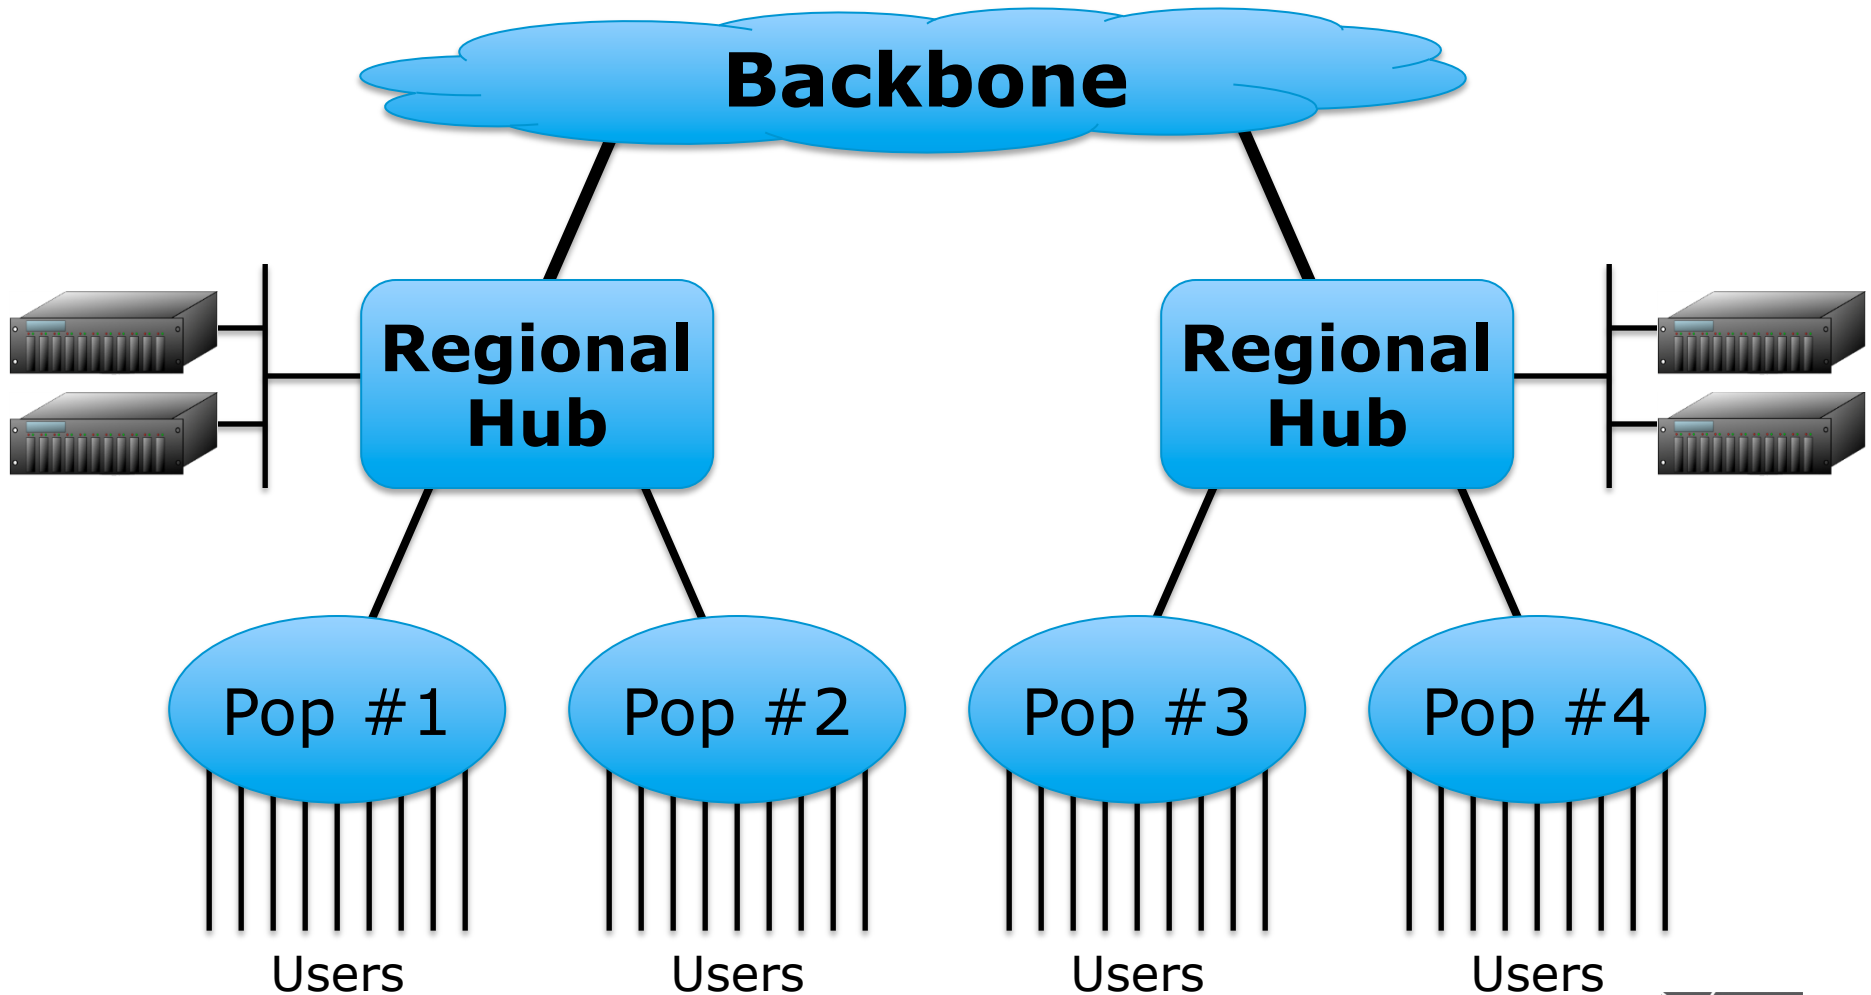 Backbone
Regional
Hub
Regional
Hub
Pop #1
Pop #2
Pop #3
Pop #4
Users
Users
Users
Users